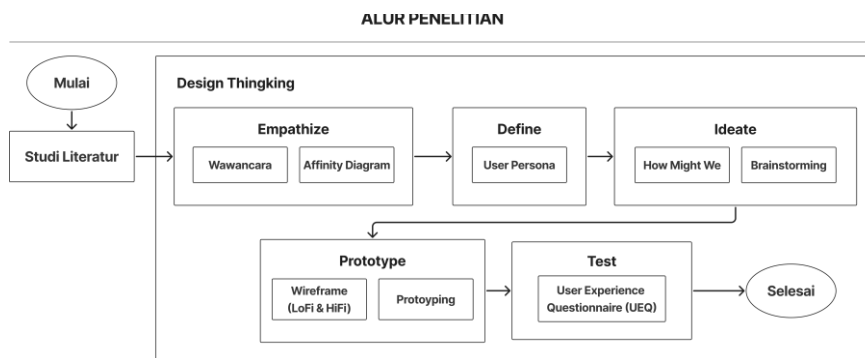 ALUR PENELITIAN
Mulai
Design Thingking
Studi Literatur
Empathize
Wawancara
Affinity Diagram
Define
User Persona
Ideate
How Might We
Brainstorming
Prototype
Wireframe
(LoFi & HiFi)
Protoyping
Test
User Experience
Questionnaire (UEQ)
Selesai